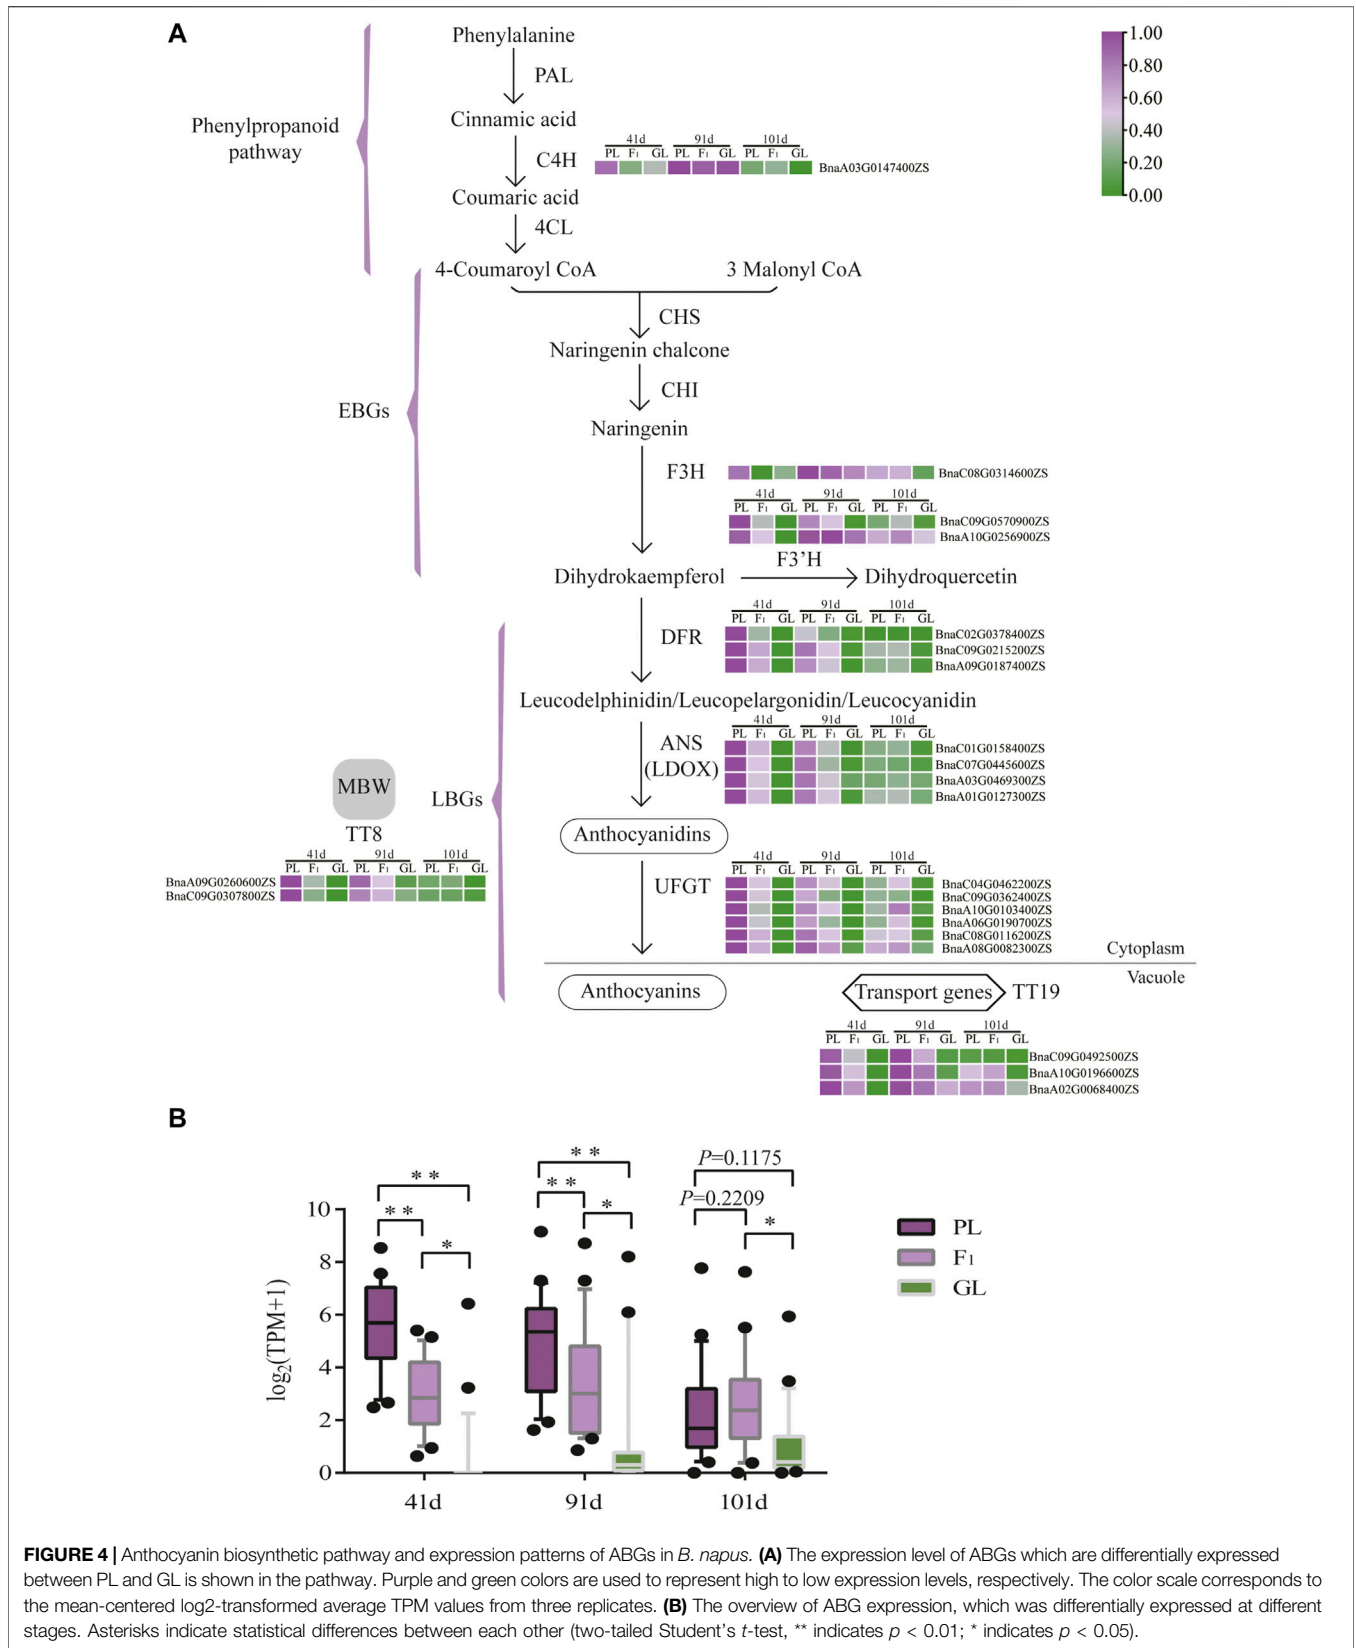 A
Phenylalanine
PAL
Phenylpropanoid
pathway
Cinnamic acid
C4H
41d 91d 101d
PL F1 GL PL F1 GL PL F1 GL
BnaA03G0147400ZS
Coumaric acid
4CL
4-Coumaroyl CoA 3 Malonyl CoA
1.00
0.80
0.60
0.40
0.20
0.00
CHS
Naringenin chalcone
CHI
EBGs
Naringenin
F3H
BnaC08G0314600ZS
41d 91d 101d
PL F1 GL PL F1 GL PL F1 GL
BnaC09G0570900ZS
BnaA10G0256900ZS
F3’H
Dihydrokaempferol Dihydroquercetin
DFR
41d 91d 101d
PL F1 GL PL F1 GL PL F1 GL
BnaC02G0378400ZS
BnaC09G0215200ZS
BnaA09G0187400ZS
Leucodelphinidin/Leucopelargonidin/Leucocyanidin
ANS
(LDOX)
41d 91d 101d
PL F1 GL PL F1 GL PL F1 GL
BnaC01G0158400ZS
BnaC07G0445600ZS
BnaA03G0469300ZS
BnaA01G0127300ZS
LBGs
MBW
TT8
41d 91d 101d
PL F1 GL PL F1 GL PL F1 GL
BnaA09G0260600ZS
BnaC09G0307800ZS
Anthocyanidins
UFGT
41d 91d 101d
PL F1 GL PL F1 GL PL F1 GL
BnaC04G0462200ZS
BnaC09G0362400ZS
BnaA10G0103400ZS
BnaA06G0190700ZS
BnaC08G0116200ZS
BnaA08G0082300ZS
Cytoplasm
Vacuole
Anthocyanins
Transport genes TT19
41d 91d 101d
PL F1 GL PL F1 GL PL F1 GL
BnaC09G0492500ZS
BnaA10G0196600ZS
BnaA02G0068400ZS
B
log2(TPM+1)
10
8
6
4
2
0
** ** *
** ** *
P=0.1175
P=0.2209
*
41d 91d 101d
PL
F1
GL
FIGURE 4 | Anthocyanin biosynthetic pathway and expression patterns of ABGs in B. napus. (A) The expression level of ABGs which are differentially expressed
between PL and GL is shown in the pathway. Purple and green colors are used to represent high to low expression levels, respectively. The color scale corresponds to
the mean-centered log2-transformed average TPM values from three replicates. (B) The overview of ABG expression, which was differentially expressed at different
stages. Asterisks indicate statistical differences between each other (two-tailed Student’s t-test, ** indicates p < 0.01; * indicates p < 0.05).